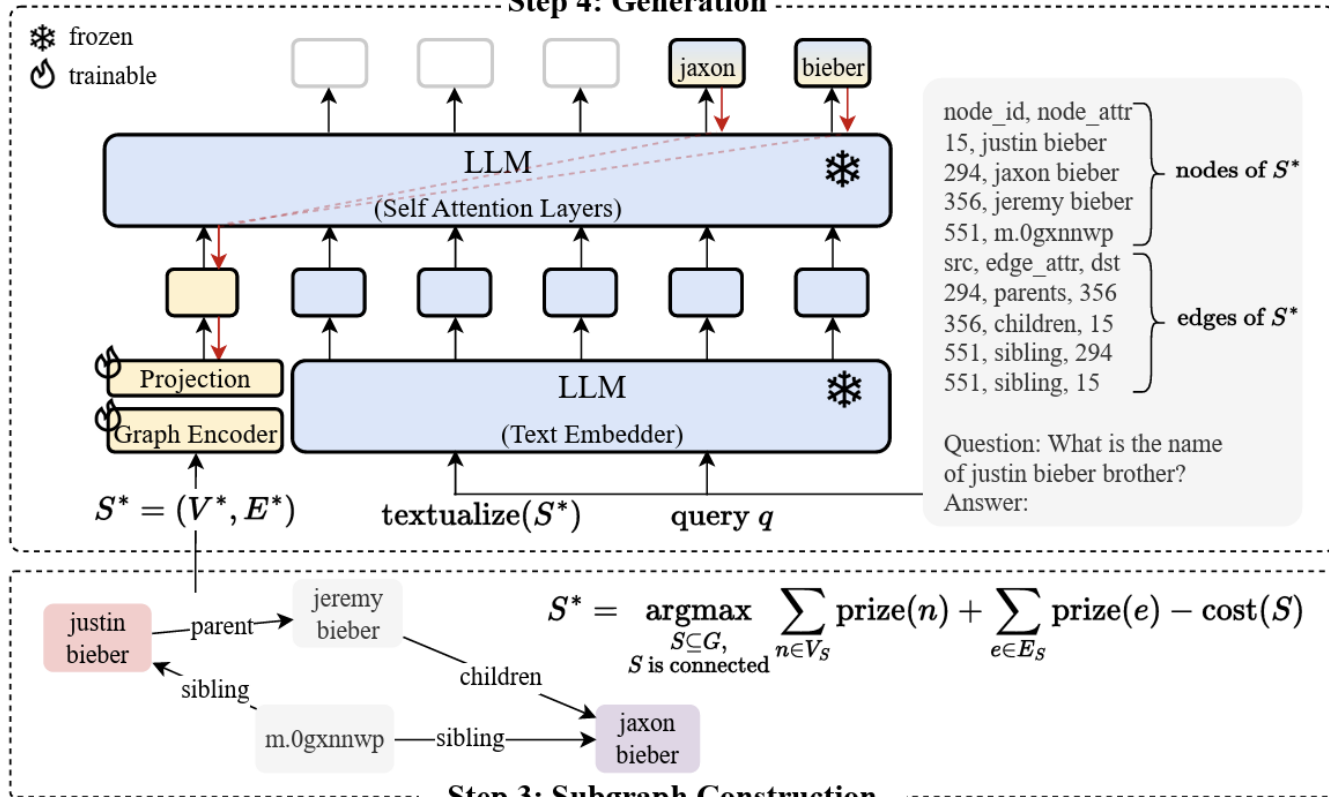 Step 4: Generation
frozen
trainable
jaxon
bieber
LLM
(Self Attention Layers)
Projection
Graph Encoder
LLM
(Text Embedder)
S* = (V*, E*)
textualize(S*)
query q
node_id, node_attr
15, justin bieber
294, jaxon bieber
356, jeremy bieber
551, m.0gxnnwp
nodes of S*
src, edge_attr, dst
294, parents, 356
356, children, 15
551, sibling, 294
551, sibling, 15
edges of S*
Question: What is the name
of justin bieber brother?
Answer:
justin
bieber
parent
jeremy
bieber
children
sibling
m.0gxnnwp
sibling
jaxon
bieber
S* = argmax ∑ prize(n) + ∑ prize(e) − cost(S)
S⊆G, n∈V_S e∈E_S
S is connected
Step 3: Subgraph Construction